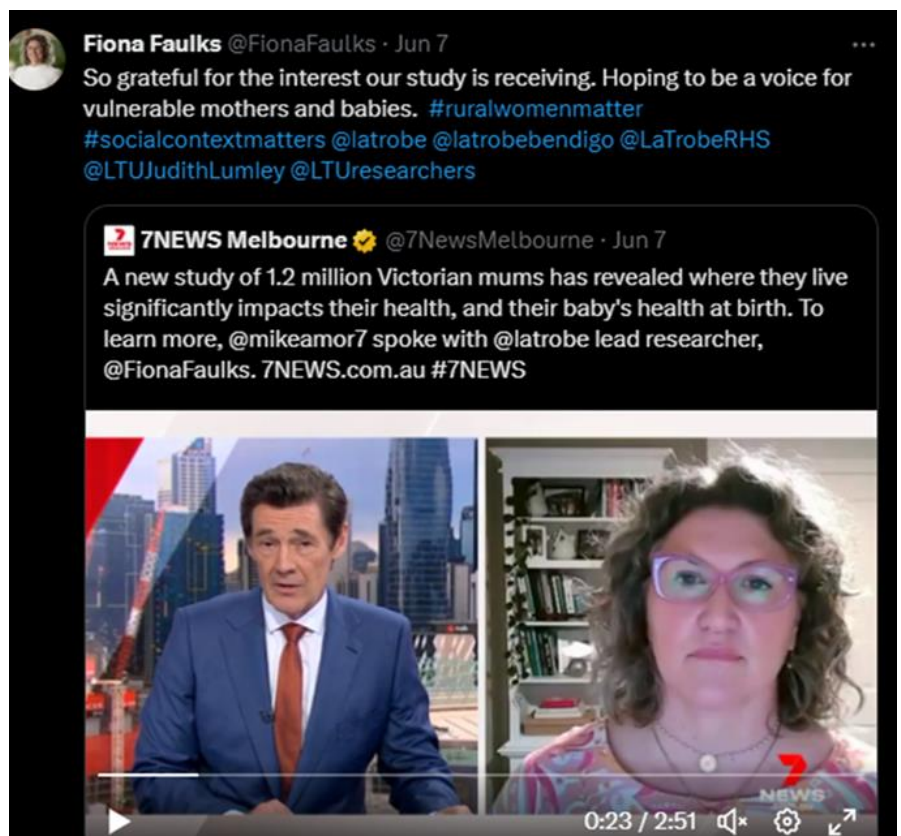 Fiona Faulks @FionaFaulks · Jun 7
So grateful for the interest our study is receiving. Hoping to be a voice for
vulnerable mothers and babies. #ruralwomenmatter
#socialcontextmatters @latrobe @latrobebendigo @LaTrobeRHS
@LTUJudithLumley @LTUresearchers
7NEWS Melbourne @7NewsMelbourne · Jun 7
A new study of 1.2 million Victorian mums has revealed where they live
significantly impacts their health, and their baby's health at birth. To
learn more, @mikeamor7 spoke with @latrobe lead researcher,
@FionaFaulks. 7NEWS.com.au #7NEWS
7
NEWS
0:23 / 2:51